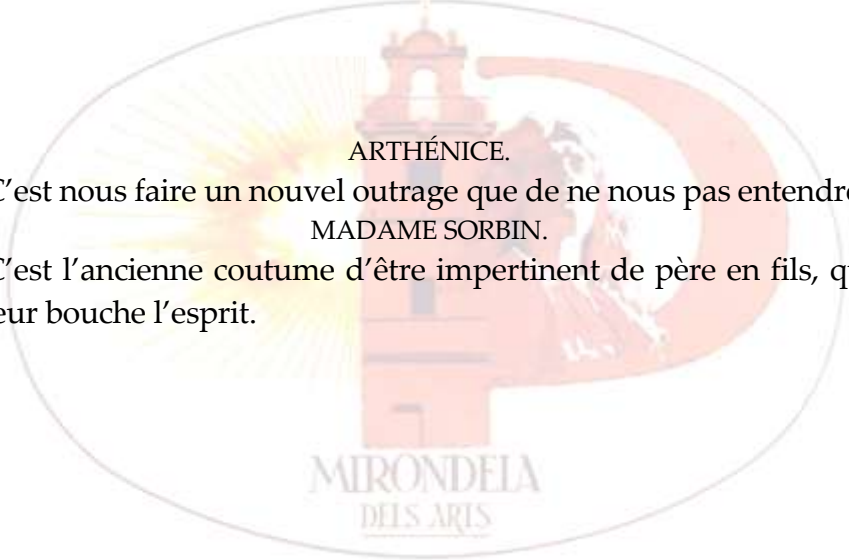 ARTHÉNICE.
C’est nous faire un nouvel outrage que de ne nous pas entendre
MADAME SORBIN.
C’est l’ancienne coutume d’être impertinent de père en fils,
eur bouche l’esprit.
MIRONDELA
DELS ARTS